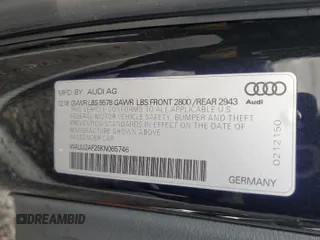 MFD BY: AUDI AG
12.18 GVWR LBS 5578 GAWR LBS FRONT 2800 /REAR 2943
THIS VEHICLE CONFORMS TO ALL APPLICABLE U.S.
FEDERAL MOTOR VEHICLE SAFETY, BUMPER, AND THEFT
PREVENTION STANDARDS IN EFFECT ON THE DATE OF
MANUFACTURE SHOWN ABOVE.
PASSENGER CAR
Audi
0212150
WAUU2AF25KN065746
GERMANY
© DRIVEBIDMD